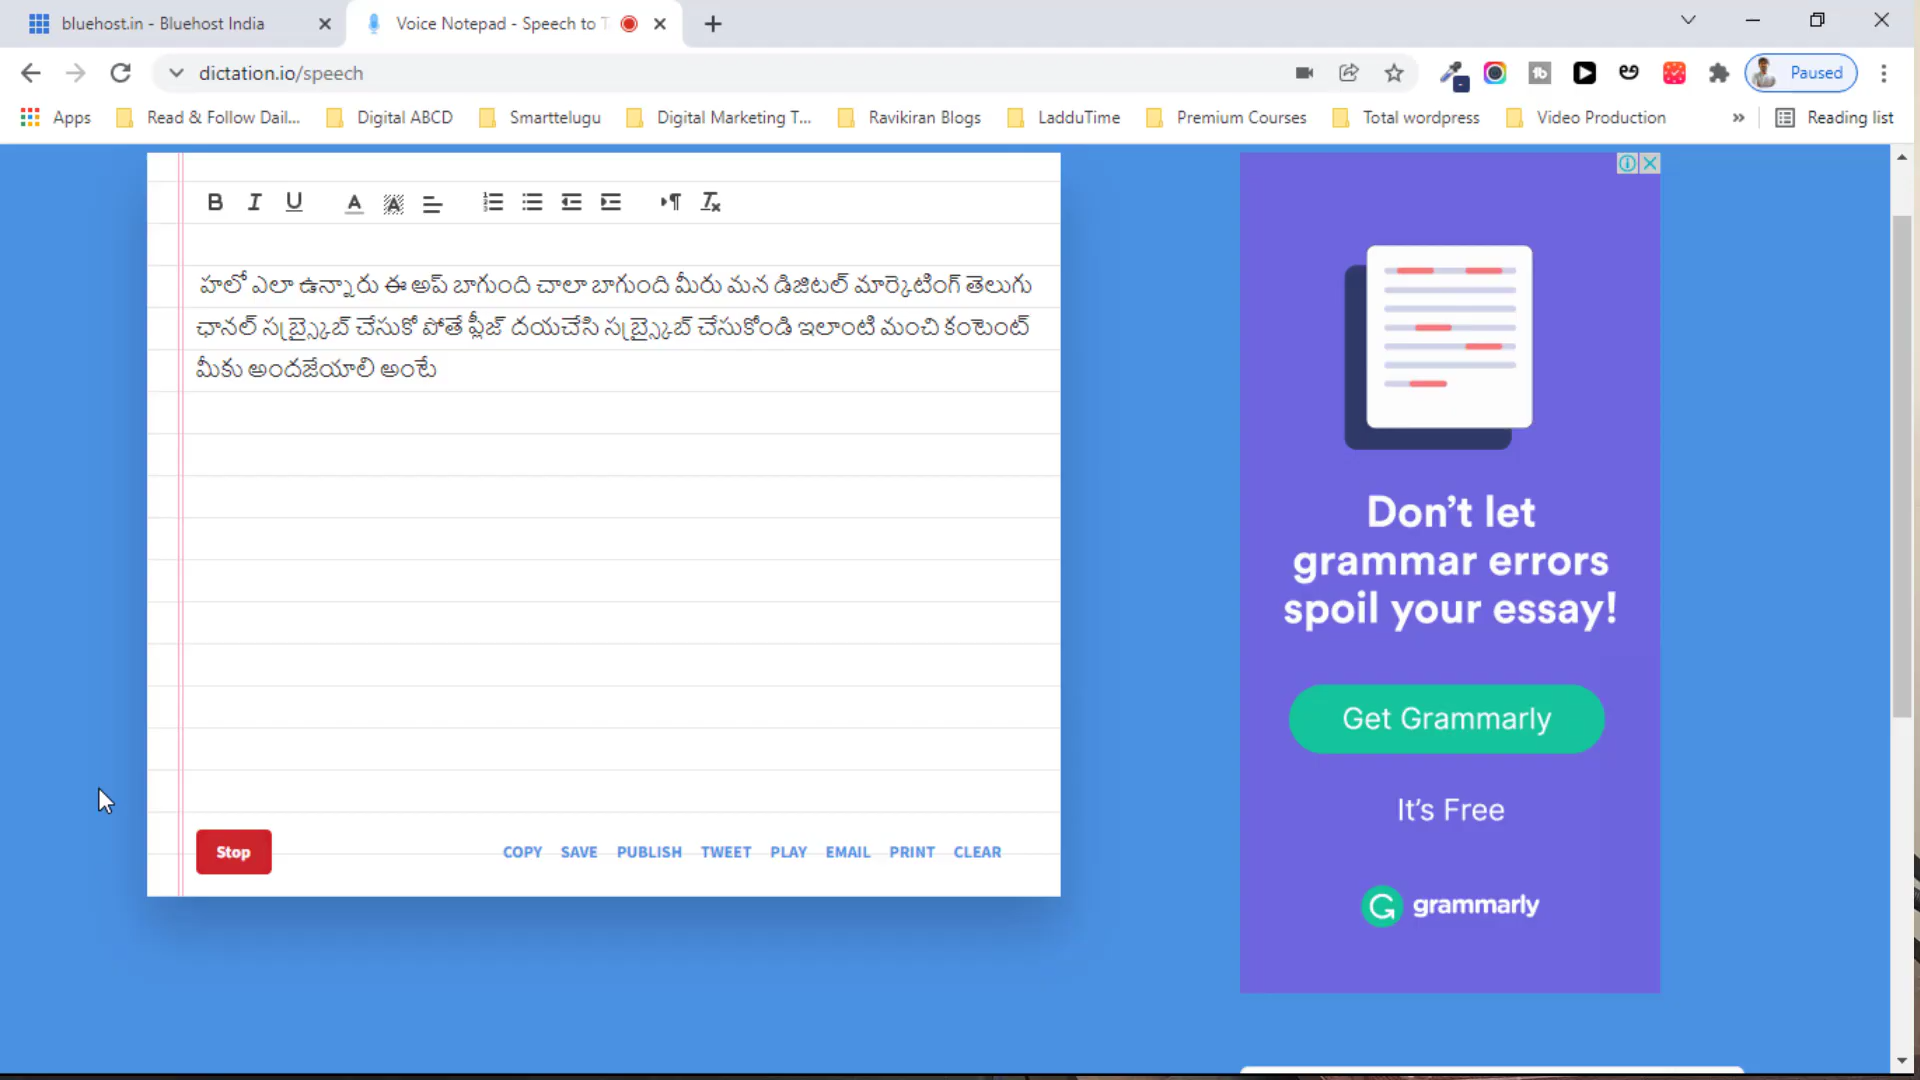 bluehost.in - Bluehost India
Voice Notepad - Speech to T
dictation.io/speech
Paused
Apps
Read & Follow Dail...
Digital ABCD
Smarttelugu
Digital Marketing T...
Ravikiran Blogs
LadduTime
Premium Courses
Total wordpress
Video Production
»
Reading list
హలో ఎలా ఉన్నారు ఈ అప్ బాగుంది చాలా బాగుంది మీరు మన డిజిటల్ మార్కెటింగ్ తెలుగు
ఛానల్ సబ్స్క్రైబ్ చేసుకో పోతే ప్లీజ్ దయచేసి సబ్స్క్రైబ్ చేసుకోండి ఇలాంటి మంచి కంటెంట్
మీకు అందజేయాలి అంటే
Stop
COPY SAVE PUBLISH TWEET PLAY EMAIL PRINT CLEAR
Don't let
grammar errors
spoil your essay!
Get Grammarly
It's Free
grammarly